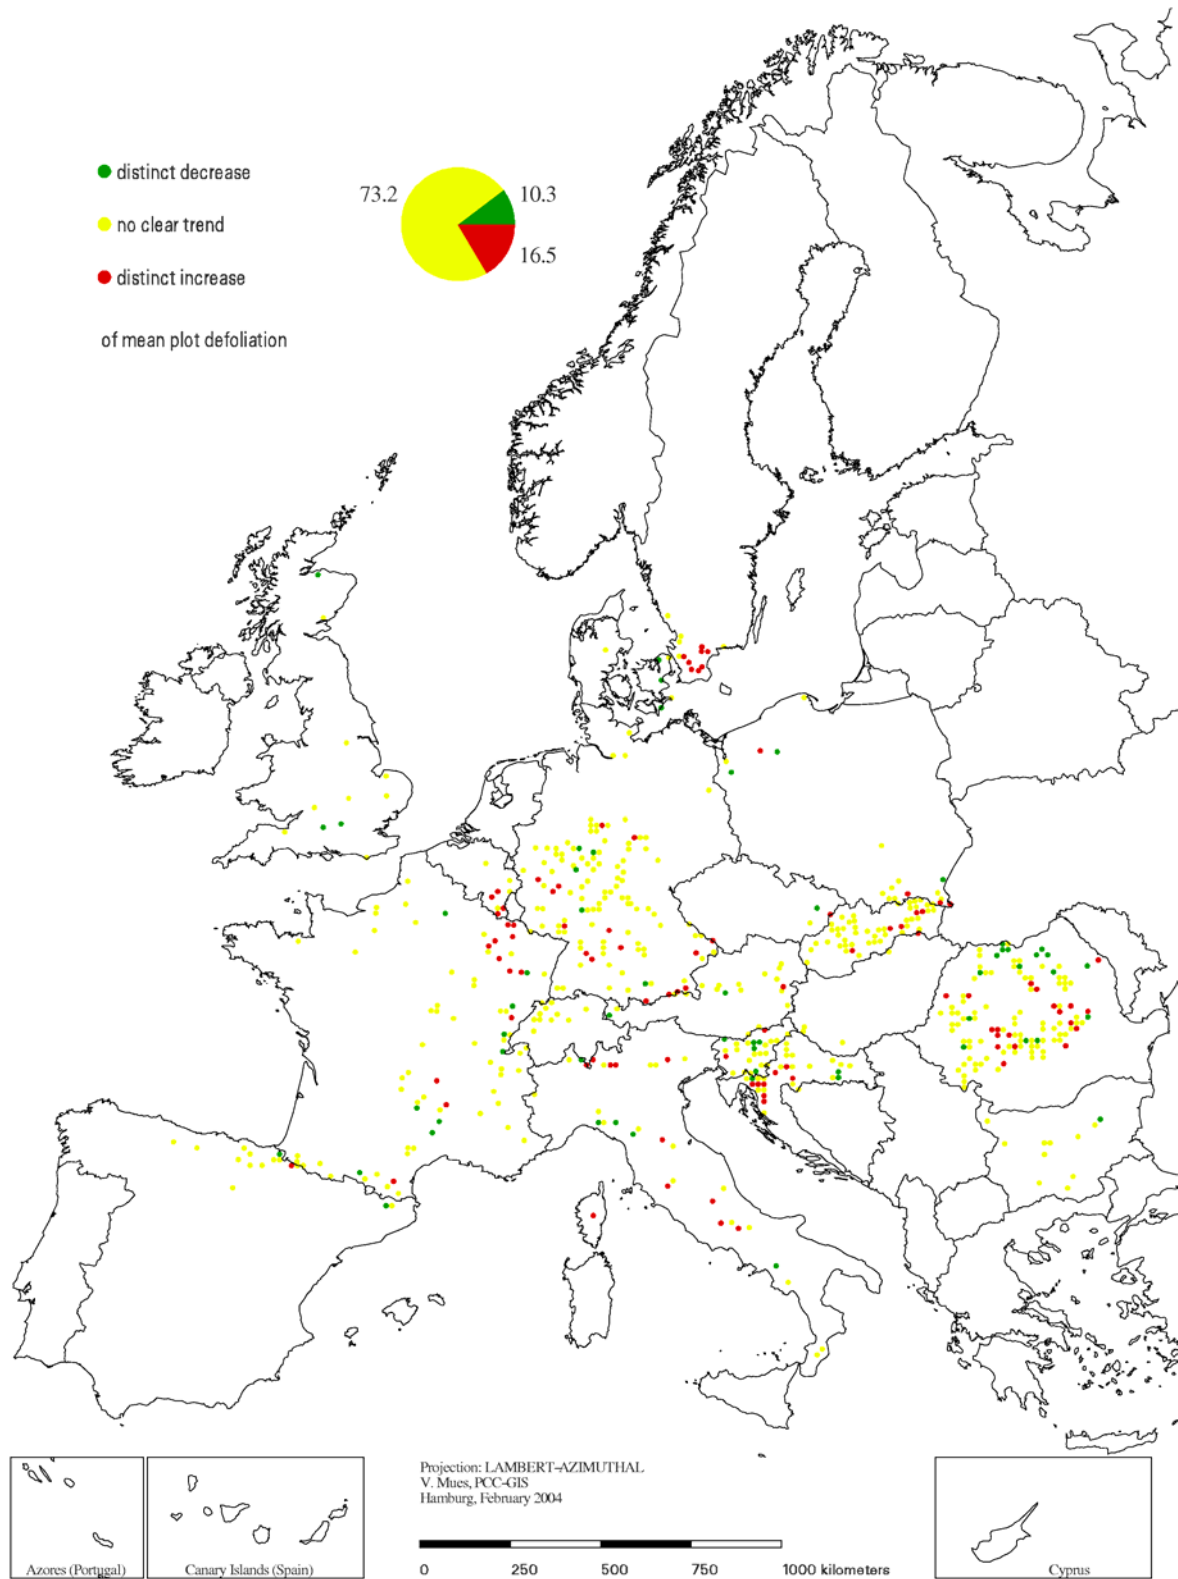 distinct decrease
no clear trend
distinct increase
of mean plot defoliation
73.2
10.3
16.5
Projection: LAMBERT-AZIMUTHAL
V. Mues, PCC-GIS
Hamburg, February 2004
0 250 500 750 1000 kilometers
Azores (Portugal)
Canary Islands (Spain)
Cyprus